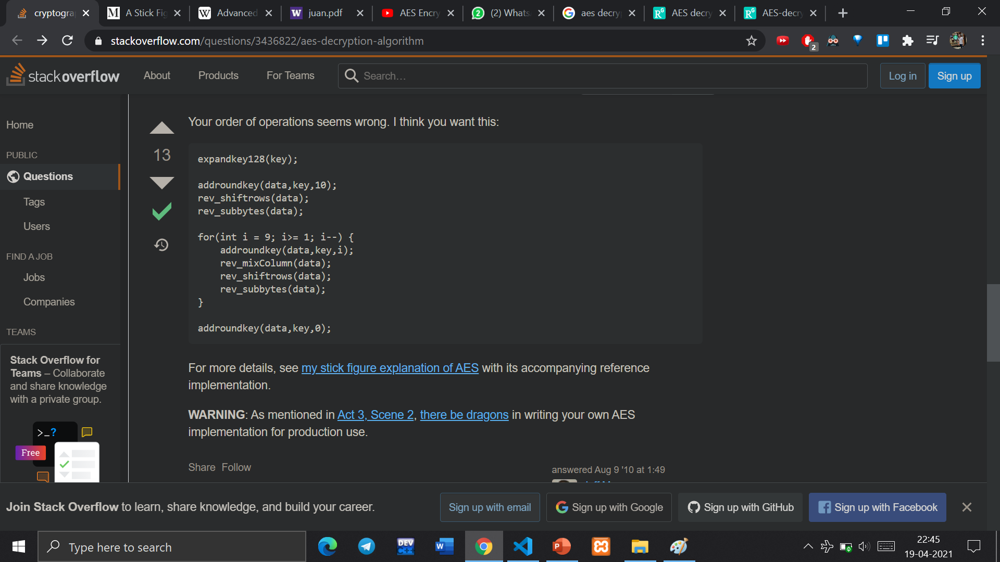 cryptogra
A Stick Fig
Advanced
juan.pdf
AES Encry
(2) Whats
aes decry
AES decry
AES-decry
stackoverflow.com/questions/3436822/aes-decryption-algorithm
2
stackoverflow
About
Products
For Teams
Search…
Log in
Sign up
Home
PUBLIC
Questions
Tags
Users
FIND A JOB
Jobs
Companies
TEAMS
Stack Overflow for
Teams – Collaborate
and share knowledge
with a private group.
>_?
Free
13
Your order of operations seems wrong. I think you want this:
expandkey128(key);
addroundkey(data,key,10);
rev_shiftrows(data);
rev_subbytes(data);
for(int i = 9; i>= 1; i--) {
    addroundkey(data,key,i);
    rev_mixColumn(data);
    rev_shiftrows(data);
    rev_subbytes(data);
}
addroundkey(data,key,0);
For more details, see my stick figure explanation of AES with its accompanying reference
implementation.
WARNING: As mentioned in Act 3, Scene 2, there be dragons in writing your own AES
implementation for production use.
Share Follow
answered Aug 9 '10 at 1:49
Join Stack Overflow to learn, share knowledge, and build your career.
Sign up with email
Sign up with Google
Sign up with GitHub
Sign up with Facebook
Type here to search
DEV
C++
22:45
19-04-2021